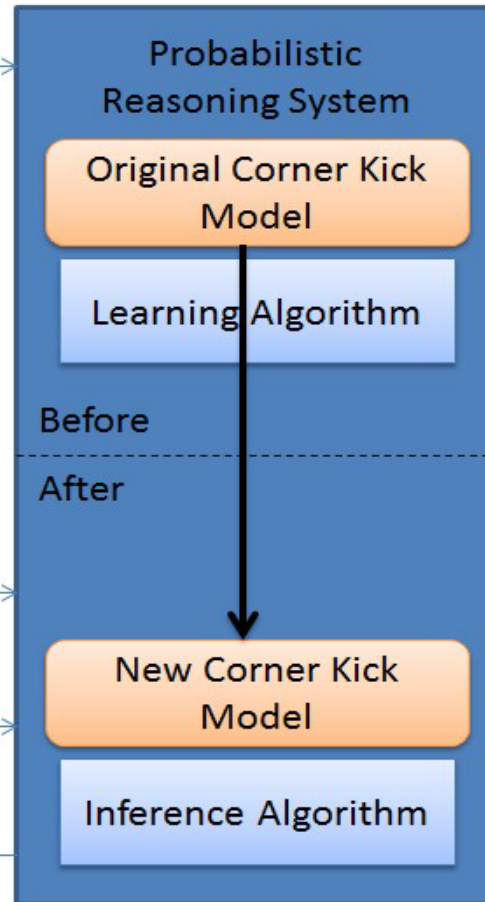 Probabilistic
Reasoning System
Original Corner Kick
Model
Learning Algorithm
Before
After
New Corner Kick
Model
Inference Algorithm